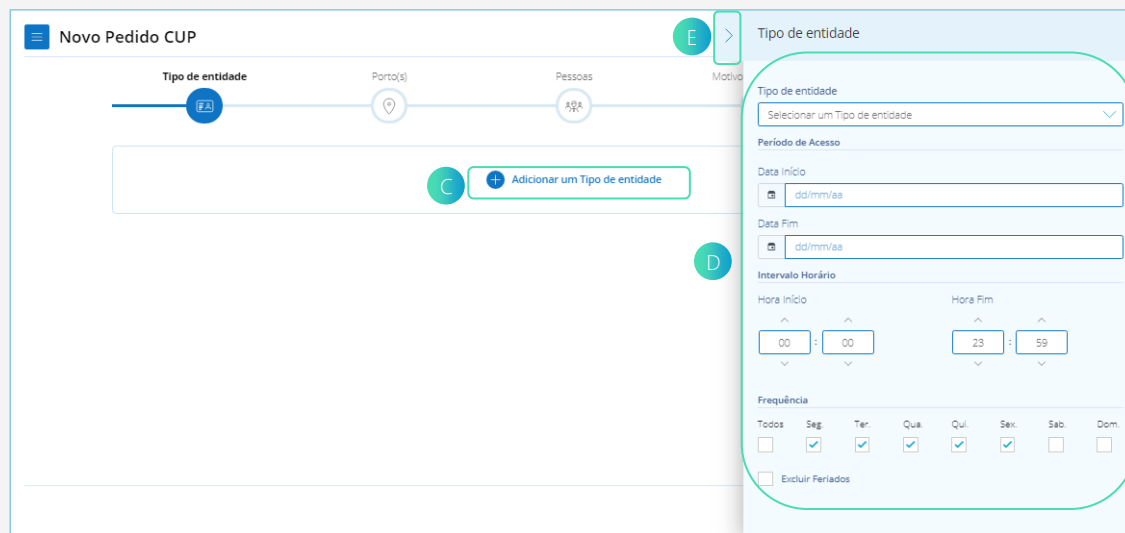 Novo Pedido CUP
E
Tipo de entidade
Tipo de entidade
Porto(s)
Pessoas
Motivo
C
Adicionar um Tipo de entidade
D
Tipo de entidade
Selecionar um Tipo de entidade
Período de Acesso
Data Início
dd/mm/aa
Data Fim
dd/mm/aa
Intervalo Horário
Hora Início Hora Fim
00 : 00 23 : 59
Frequência
Todos Seg. Ter. Qua. Qui. Sex. Sab. Dom.
Excluir Feriados